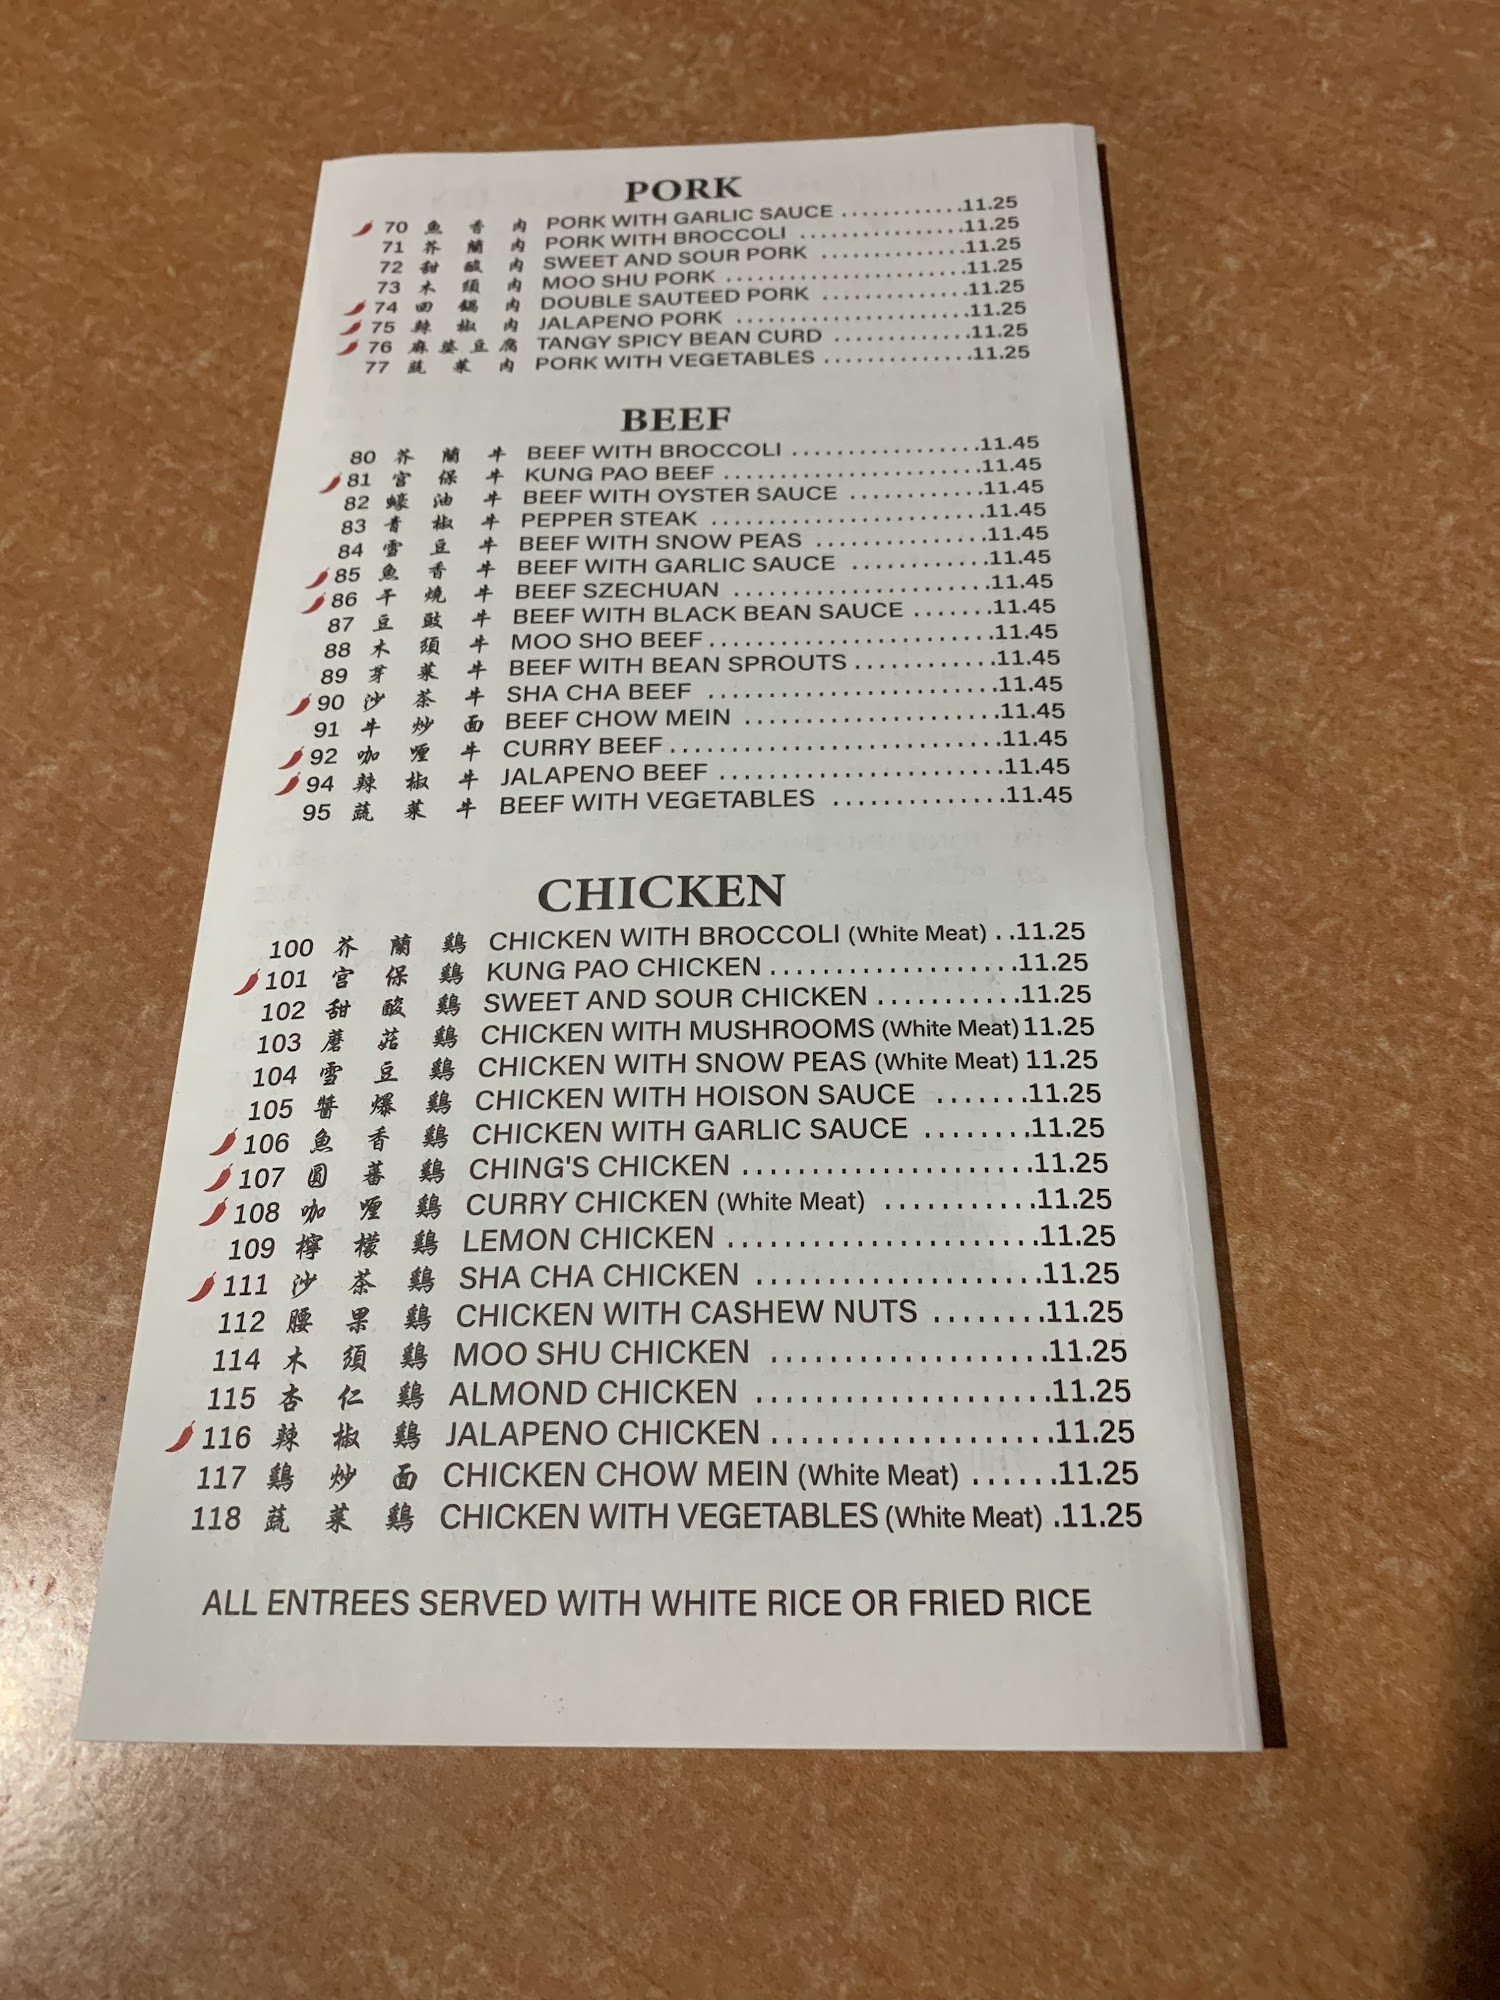 PORK
70 魚香肉 PORK WITH GARLIC SAUCE ............11.25
71 芥蘭肉 PORK WITH BROCCOLI ................11.25
72 甜酸肉 SWEET AND SOUR PORK ..............11.25
73 木須肉 MOO SHU PORK ........................11.25
74 回鍋肉 DOUBLE SAUTEED PORK ..............11.25
75 辣椒肉 JALAPENO PORK .......................11.25
76 麻婆豆腐 TANGY SPICY BEAN CURD .............11.25
77 蔬菜肉 PORK WITH VEGETABLES ..............11.25
BEEF
80 芥蘭牛 BEEF WITH BROCCOLI .................11.45
81 宮保牛 KUNG PAO BEEF .......................11.45
82 蠔油牛 BEEF WITH OYSTER SAUCE ............11.45
83 青椒牛 PEPPER STEAK ........................11.45
84 雪豆牛 BEEF WITH SNOW PEAS ...............11.45
85 魚香牛 BEEF WITH GARLIC SAUCE ............11.45
86 干燒牛 BEEF SZECHUAN ......................11.45
87 豆豉牛 BEEF WITH BLACK BEAN SAUCE .......11.45
88 木須牛 MOO SHO BEEF.........................11.45
89 芽菜牛 BEEF WITH BEAN SPROUTS............11.45
90 沙茶牛 SHA CHA BEEF ........................11.45
91 牛炒面 BEEF CHOW MEIN .....................11.45
92 咖喱牛 CURRY BEEF...........................11.45
94 辣椒牛 JALAPENO BEEF .......................11.45
95 蔬菜牛 BEEF WITH VEGETABLES ..............11.45
CHICKEN
100 芥蘭鷄 CHICKEN WITH BROCCOLI (White Meat) ..11.25
101 宮保鷄 KUNG PAO CHICKEN...................11.25
102 甜酸鷄 SWEET AND SOUR CHICKEN ...........11.25
103 蘑菇鷄 CHICKEN WITH MUSHROOMS (White Meat) 11.25
104 雪豆鷄 CHICKEN WITH SNOW PEAS (White Meat) 11.25
105 醬爆鷄 CHICKEN WITH HOISON SAUCE .......11.25
106 魚香鷄 CHICKEN WITH GARLIC SAUCE ........11.25
107 圓蕃鷄 CHING'S CHICKEN ......................11.25
108 咖喱鷄 CURRY CHICKEN (White Meat) ...........11.25
109 檸檬鷄 LEMON CHICKEN .......................11.25
111 沙茶鷄 SHA CHA CHICKEN .....................11.25
112 腰果鷄 CHICKEN WITH CASHEW NUTS ........11.25
114 木須鷄 MOO SHU CHICKEN ....................11.25
115 杏仁鷄 ALMOND CHICKEN .....................11.25
116 辣椒鷄 JALAPENO CHICKEN....................11.25
117 鷄炒面 CHICKEN CHOW MEIN (White Meat) ......11.25
118 蔬菜鷄 CHICKEN WITH VEGETABLES (White Meat) .11.25
ALL ENTREES SERVED WITH WHITE RICE OR FRIED RICE